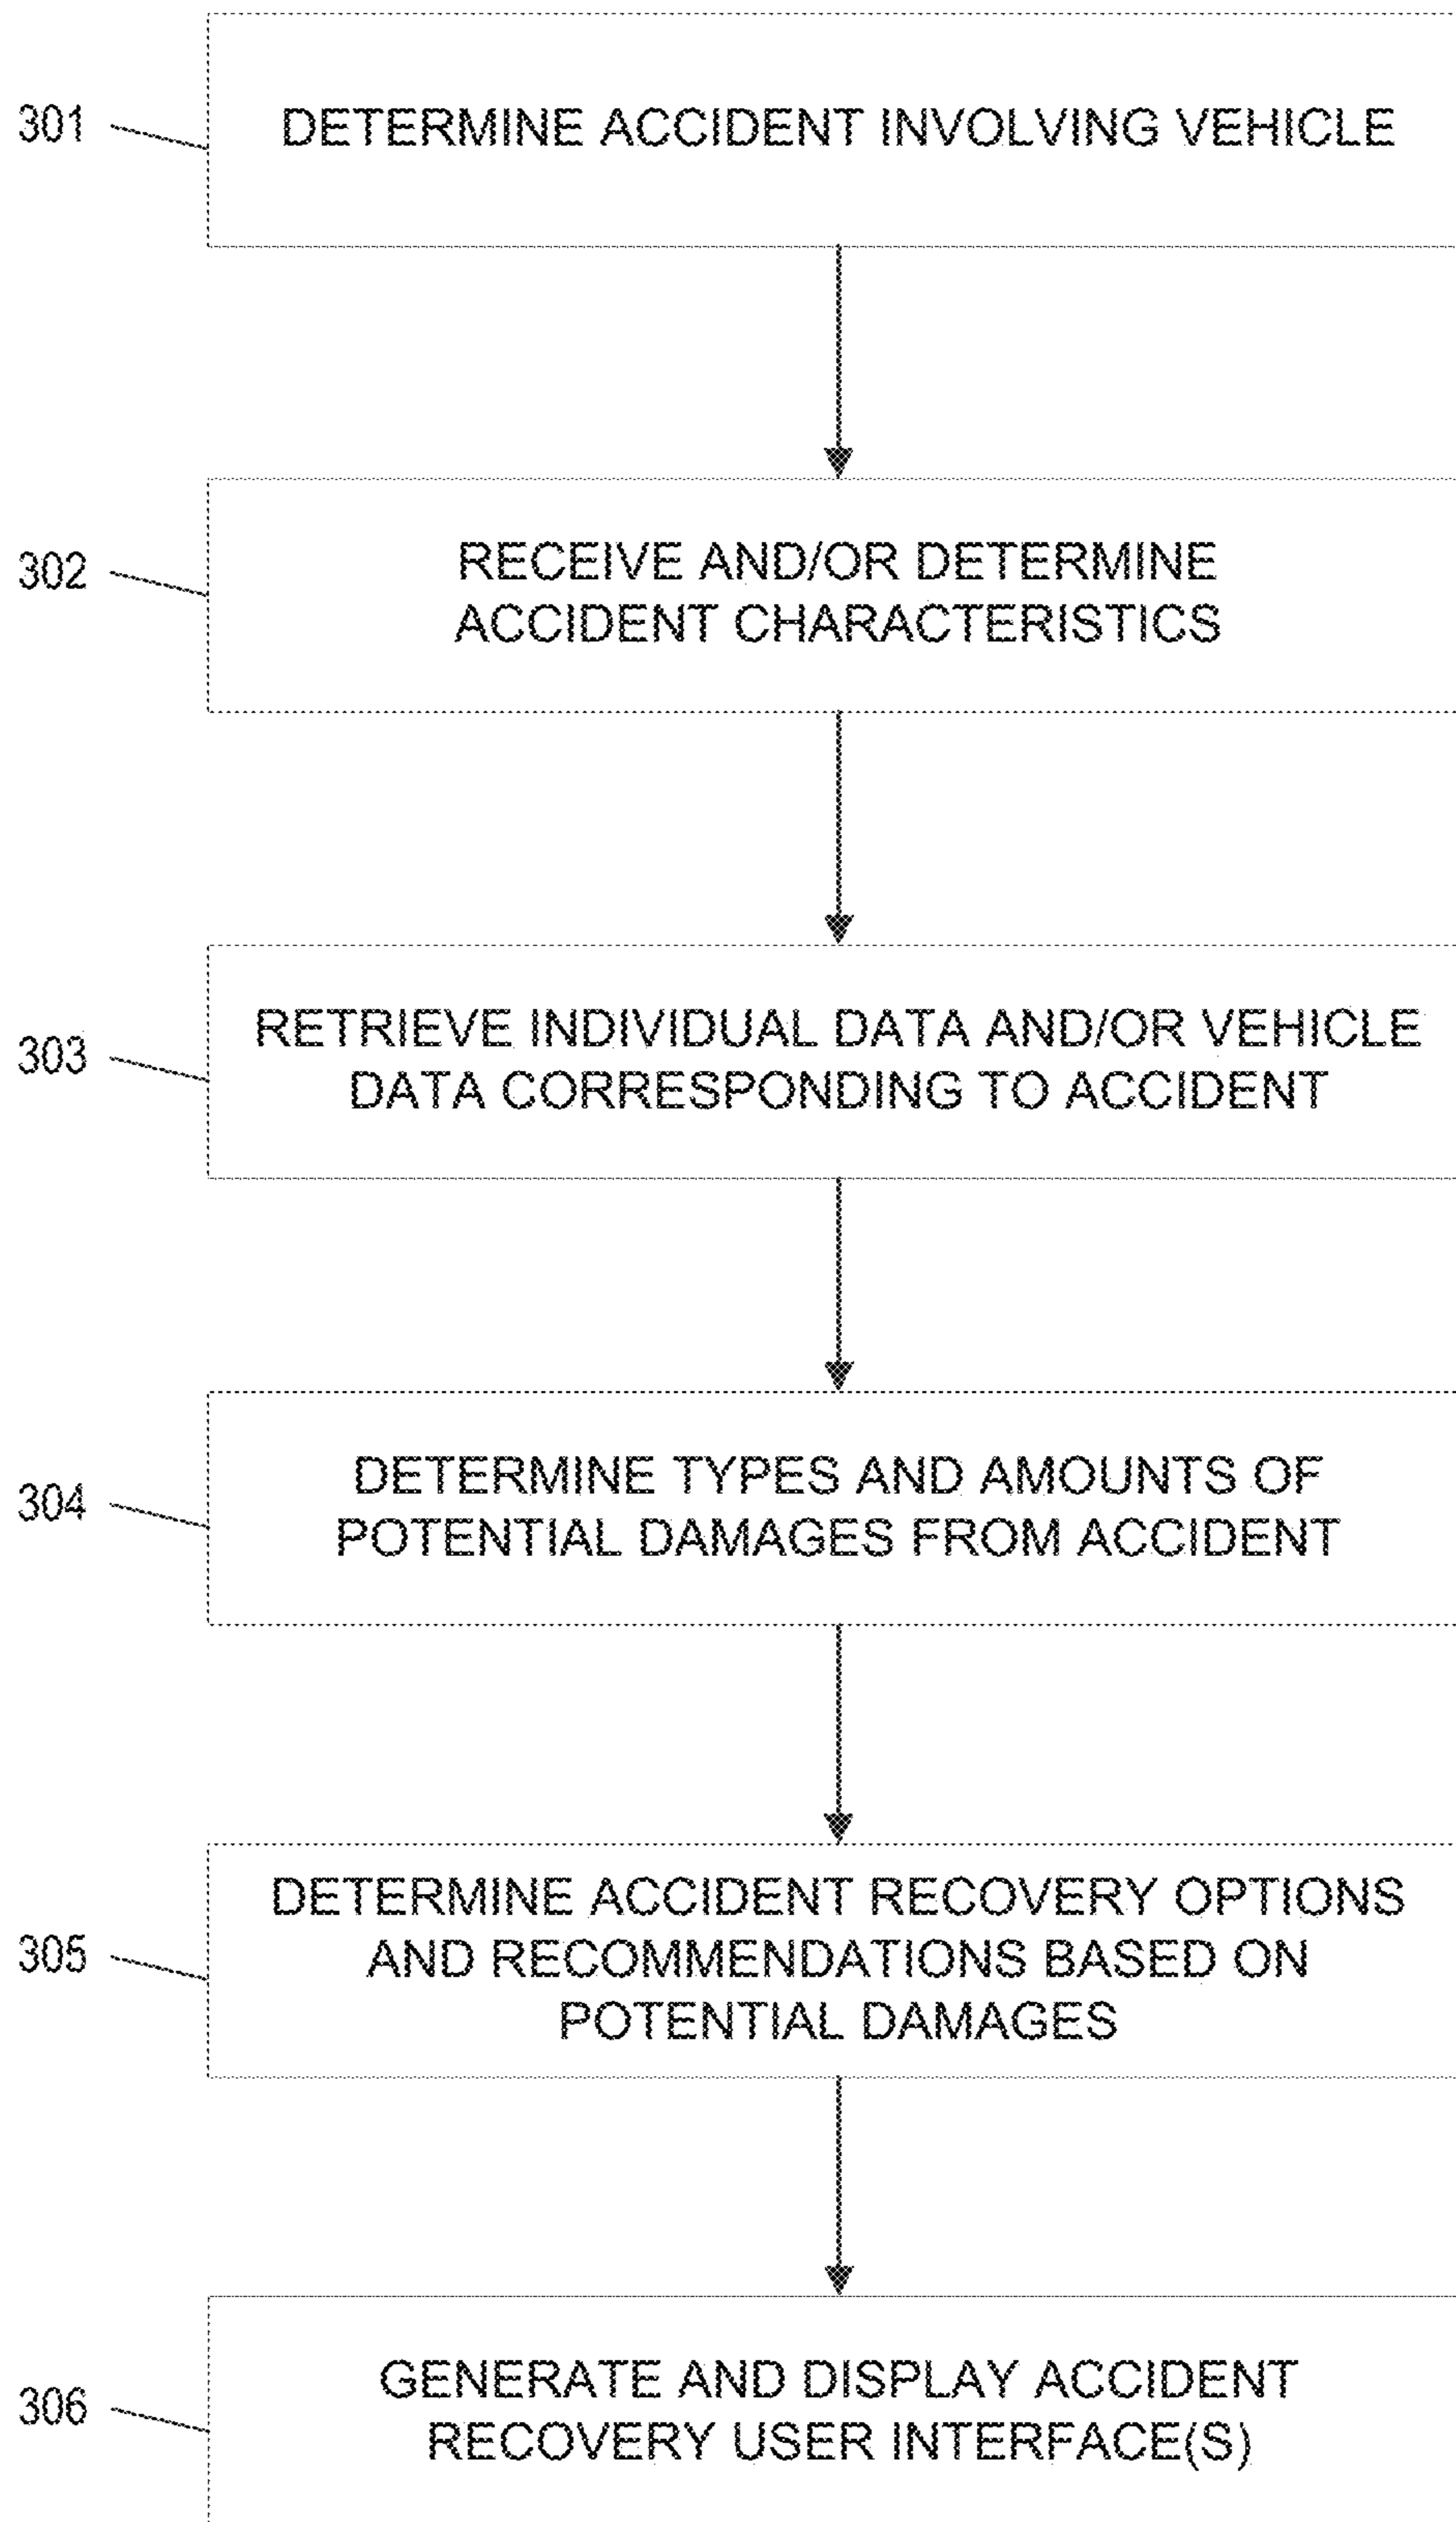 301
DETERMINE ACCIDENT INVOLVING VEHICLE
302
RECEIVE AND/OR DETERMINE
ACCIDENT CHARACTERISTICS
303
RETRIEVE INDIVIDUAL DATA AND/OR VEHICLE
DATA CORRESPONDING TO ACCIDENT
304
DETERMINE TYPES AND AMOUNTS OF
POTENTIAL DAMAGES FROM ACCIDENT
305
DETERMINE ACCIDENT RECOVERY OPTIONS
AND RECOMMENDATIONS BASED ON
POTENTIAL DAMAGES
306
GENERATE AND DISPLAY ACCIDENT
RECOVERY USER INTERFACE(S)